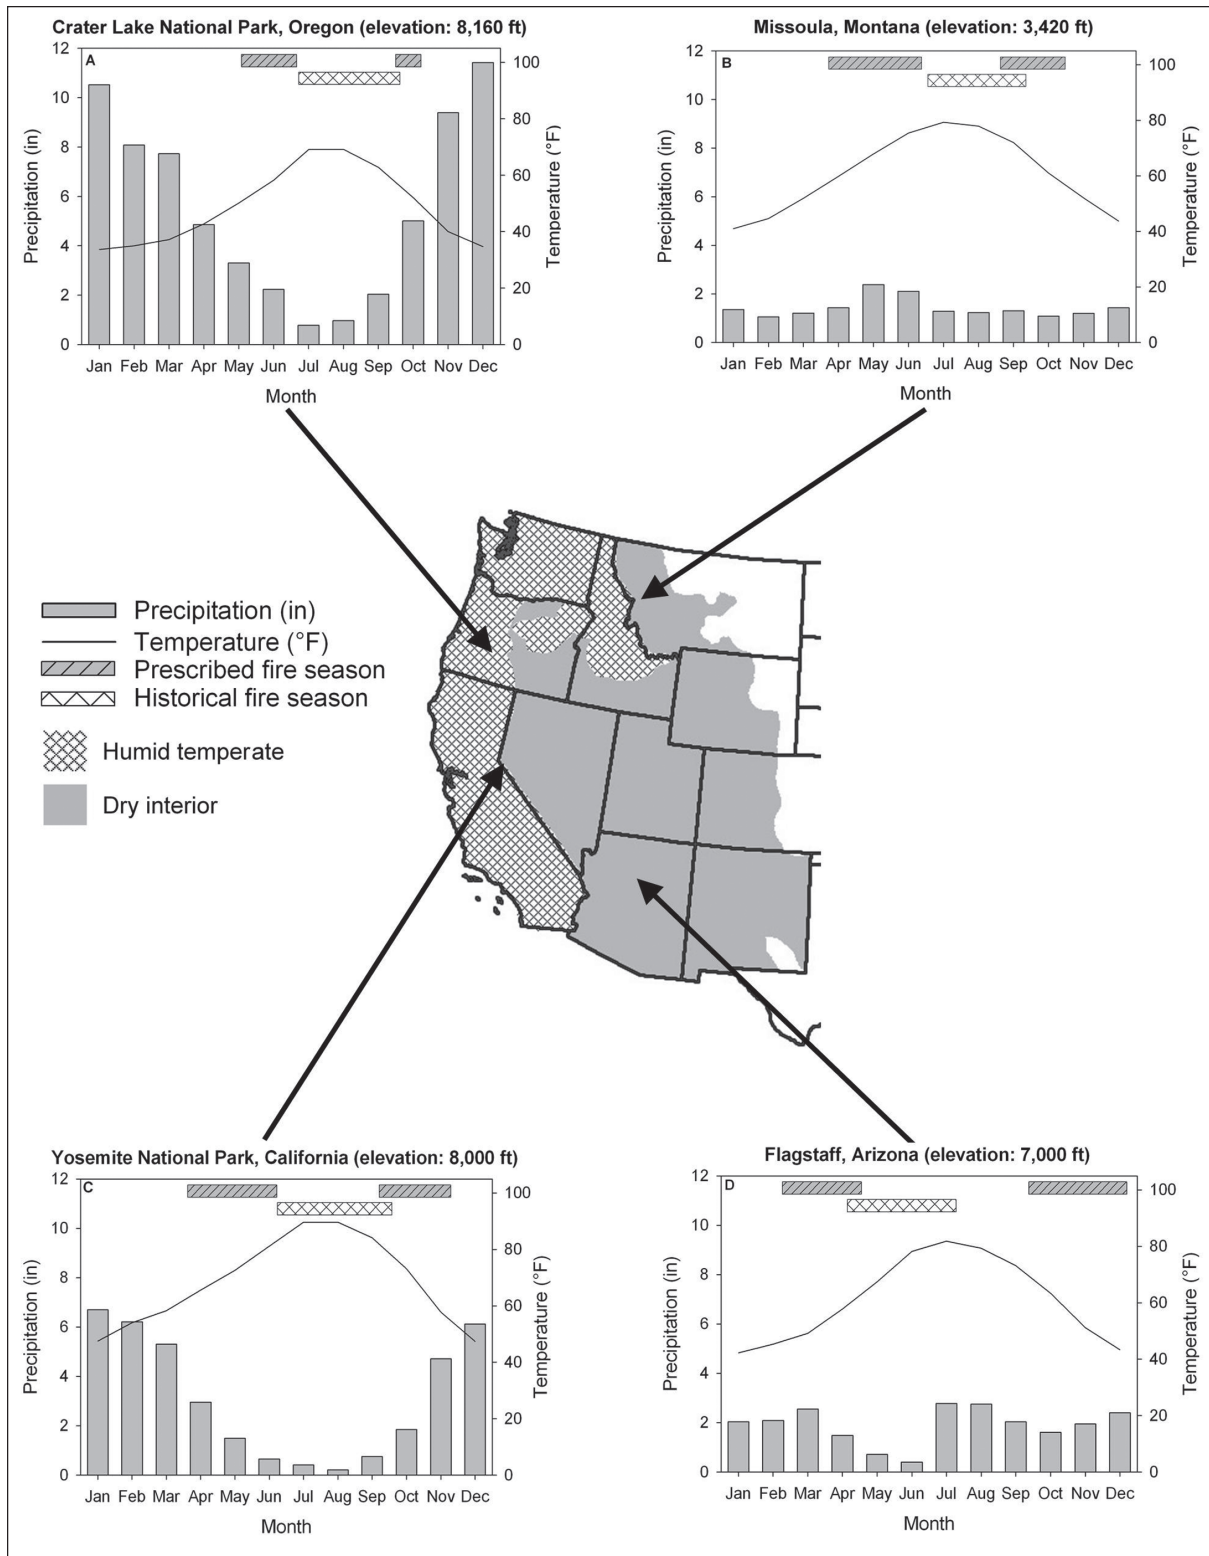 Crater Lake National Park, Oregon (elevation: 8,160 ft)
A
12
10
8
6
4
2
0
Precipitation (in)
100
80
60
40
20
0
Temperature (°F)
Jan Feb Mar Apr May Jun Jul Aug Sep Oct Nov Dec
Month
Missoula, Montana (elevation: 3,420 ft)
B
12
10
8
6
4
2
0
Precipitation (in)
100
80
60
40
20
0
Temperature (°F)
Jan Feb Mar Apr May Jun Jul Aug Sep Oct Nov Dec
Month
Precipitation (in)
Temperature (°F)
Prescribed fire season
Historical fire season
Humid temperate
Dry interior
Yosemite National Park, California (elevation: 8,000 ft)
C
12
10
8
6
4
2
0
Precipitation (in)
100
80
60
40
20
0
Temperature (°F)
Jan Feb Mar Apr May Jun Jul Aug Sep Oct Nov Dec
Month
Flagstaff, Arizona (elevation: 7,000 ft)
D
12
10
8
6
4
2
0
Precipitation (in)
100
80
60
40
20
0
Temperature (°F)
Jan Feb Mar Apr May Jun Jul Aug Sep Oct Nov Dec
Month